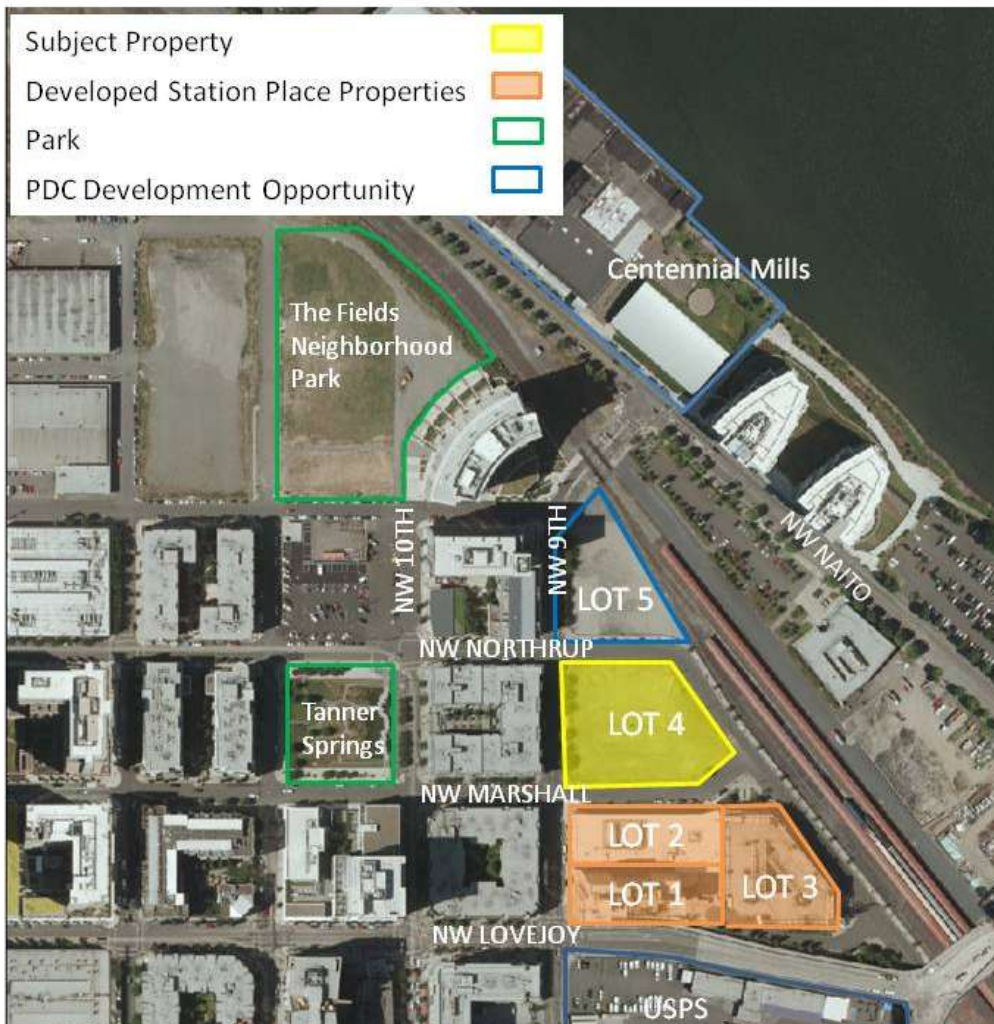 Subject Property
Developed Station Place Properties
Park
PDC Development Opportunity
Centennial Mills
The Fields
Neighborhood
Park
NW 10TH
NW 9TH
NW NAITO
LOT 5
NW NORTHRUP
Tanner
Springs
LOT 4
NW MARSHALL
LOT 2
LOT 1
LOT 3
NW LOVEJOY
USPS